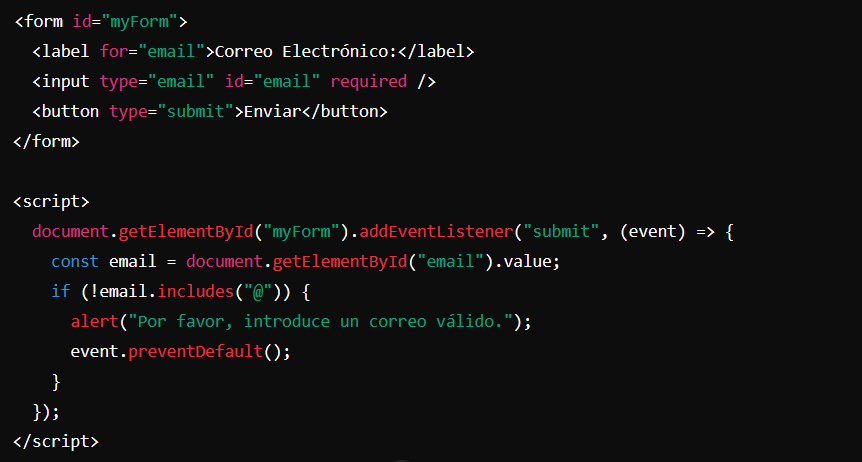 <form id="myForm">
<label for="email">Correo Electrónico:</label>
<input type="email" id="email" required />
<button type="submit">Enviar</button>
</form>
<script>
document.getElementById("myForm").addEventListener("submit", (event) => {
const email = document.getElementById("email").value;
if (!email.includes("@")) {
alert("Por favor, introduce un correo válido.");
event.preventDefault();
}
});
</script>